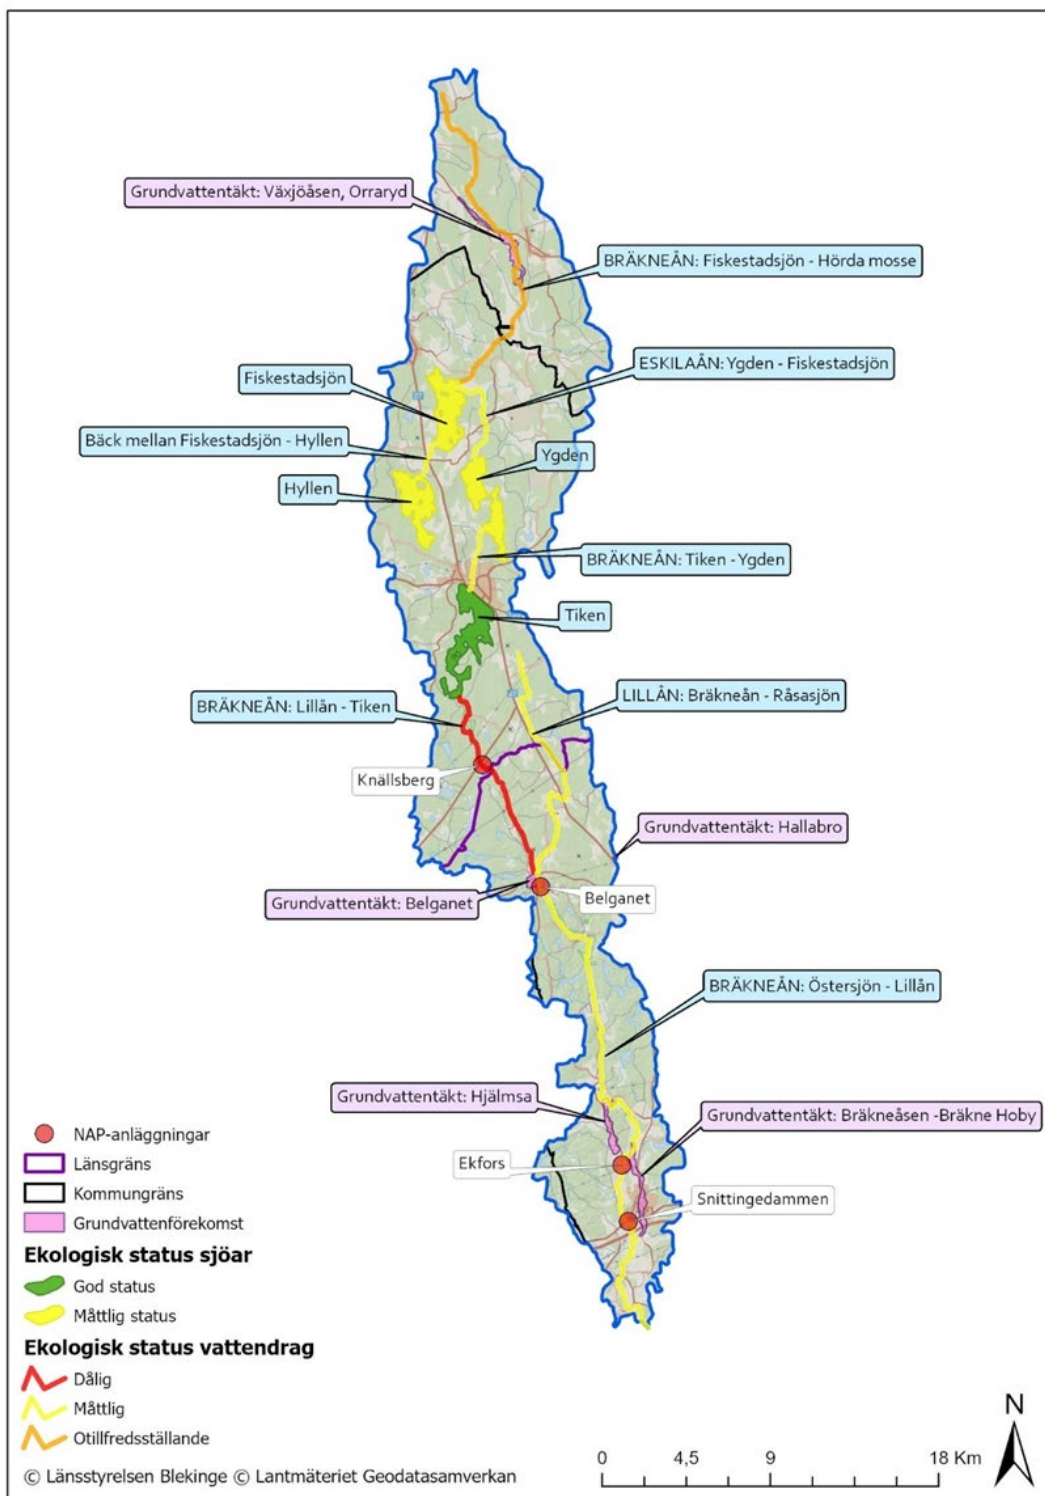 Grundvattentäkt: Växjöåsen, Orraryd
BRÄKNEÅN: Fiskestadsjön - Hörda mosse
ESKILAÅN: Ygden - Fiskestadsjön
Fiskestadsjön
Bäck mellan Fiskestadsjön - Hyllen
Ygden
Hyllen
BRÄKNEÅN: Tiken - Ygden
Tiken
BRÄKNEÅN: Lillån - Tiken
LILLÅN: Bräkneån - Råsasjön
Knällsberg
Grundvattentäkt: Hallabro
Grundvattentäkt: Belganet
Belganet
BRÄKNEÅN: Östersjön - Lillån
Grundvattentäkt: Hjälmsa
Grundvattentäkt: Bräkneåsen -Bräkne Hoby
Ekfors
Snittingedammen
NAP-anläggningar
Länsgräns
Kommungräns
Grundvattenförekomst
Ekologisk status sjöar
God status
Måttlig status
Ekologisk status vattendrag
Dålig
Måttlig
Otillfredsställande
© Länsstyrelsen Blekinge © Lantmäteriet Geodatasamverkan
0 4,5 9 18 Km
N